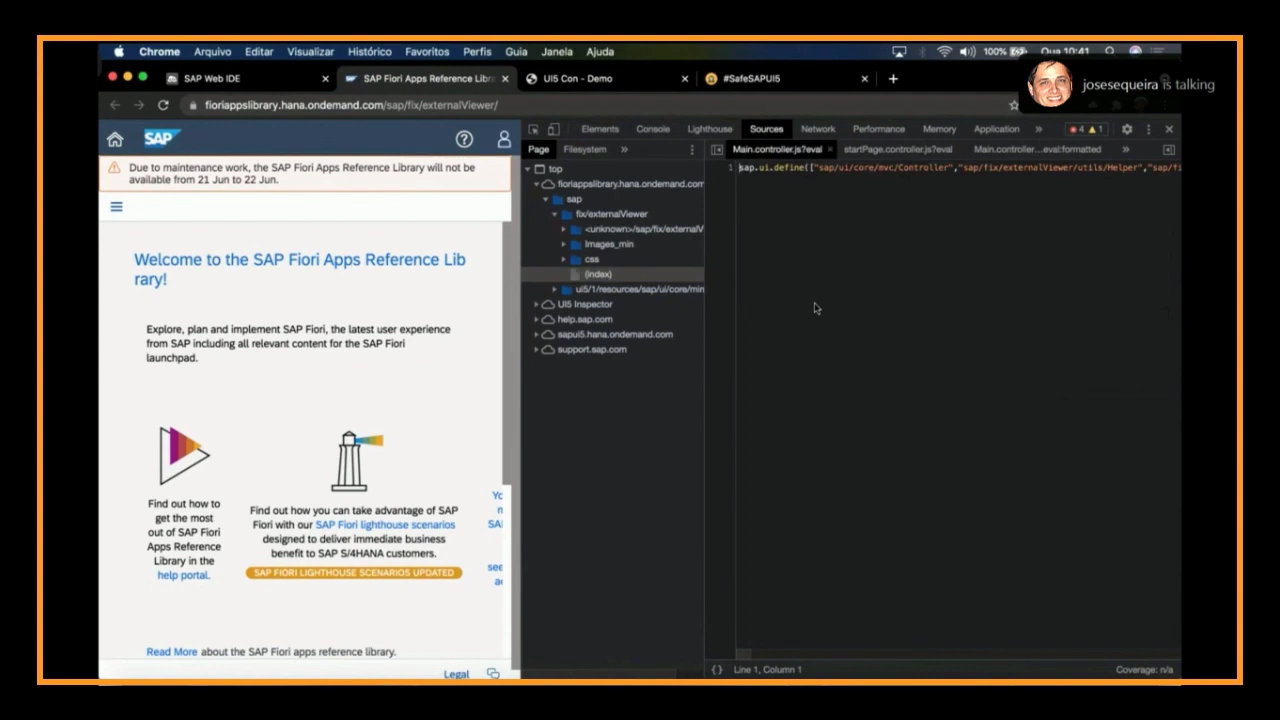 Chrome Arquivo Editar Visualizar Histórico Favoritos Perfis Guia Janela Ajuda 100% Qua 10:41
SAP Web IDE SAP Fiori Apps Reference Libr UI5 Con - Demo #SafeSAPUI5
josesequeira is talking
fioriappslibrary.hana.ondemand.com/sap/fix/externalViewer/
SAP
Elements Console Lighthouse Sources Network Performance Memory Application » 4 1
Page Filesystem »
Main.controller.js?eval startPage.controller.js?eval Main.controller...eval:formatted »
Due to maintenance work, the SAP Fiori Apps Reference Library will not be
available from 21 Jun to 22 Jun.
top
fioriappslibrary.hana.ondemand.com
sap
fix/externalViewer
<unknown>/sap/fix/externalV
Images_min
css
(index)
ui5/1/resources/sap/ui/core/min
UI5 Inspector
help.sap.com
sapui5.hana.ondemand.com
support.sap.com
1 sap.ui.define(["sap/ui/core/mvc/Controller","sap/fix/externalViewer/utils/Helper","sap/fi
Welcome to the SAP Fiori Apps Reference Lib
rary!
Explore, plan and implement SAP Fiori, the latest user experience
from SAP including all relevant content for the SAP Fiori
launchpad.
Find out how to
get the most
out of SAP Fiori
Apps Reference
Library in the
help portal.
Find out how you can take advantage of SAP
Fiori with our SAP Fiori lighthouse scenarios
designed to deliver immediate business
benefit to SAP S/4HANA customers.
SAP FIORI LIGHTHOUSE SCENARIOS UPDATED
Read More about the SAP Fiori apps reference library.
Legal
{} Line 1, Column 1 Coverage: n/a